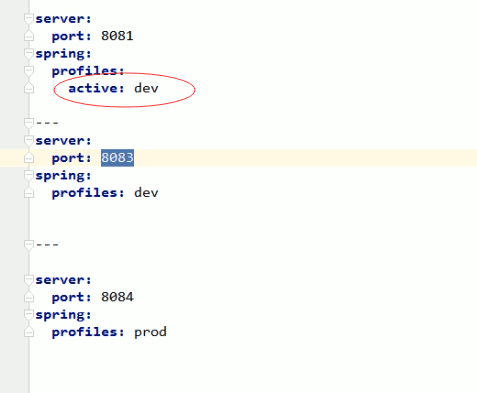 server:
  port: 8081
spring:
  profiles:
    active: dev
---
server:
  port: 8083
spring:
  profiles: dev
---
server:
  port: 8084
spring:
  profiles: prod